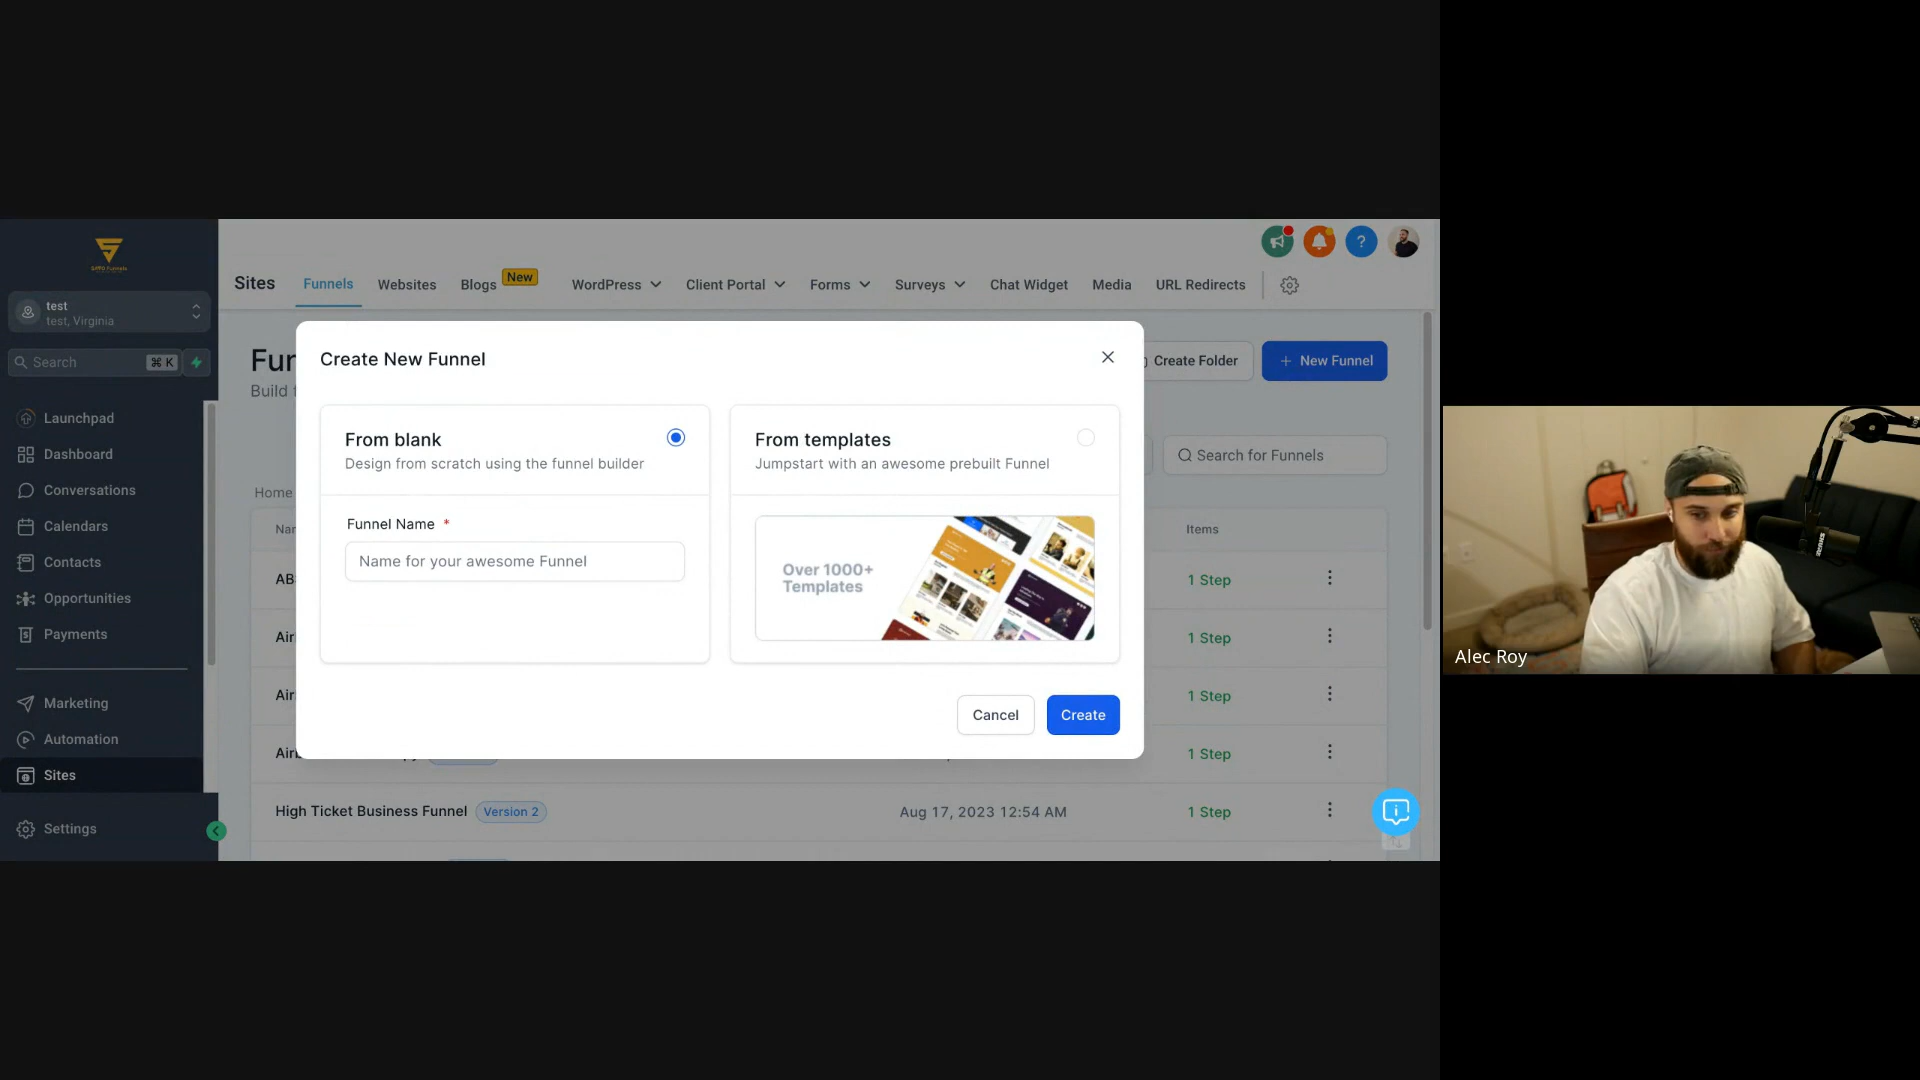 test
test, Virginia
Search
⌘ K
Launchpad
Dashboard
Conversations
Calendars
Contacts
Opportunities
Payments
Marketing
Automation
Sites
Settings
Sites
Funnels
Websites
Blogs
New
WordPress
Client Portal
Forms
Surveys
Chat Widget
Media
URL Redirects
Fun
Build
Create Folder
+ New Funnel
Search for Funnels
Home
Create New Funnel
From blank
Design from scratch using the funnel builder
Funnel Name *
Name for your awesome Funnel
From templates
Jumpstart with an awesome prebuilt Funnel
Over 1000+
Templates
Cancel
Create
Items
AB
1 Step
Air
1 Step
Air
1 Step
1 Step
High Ticket Business Funnel Version 2 Aug 17, 2023 12:54 AM 1 Step
Alec Roy